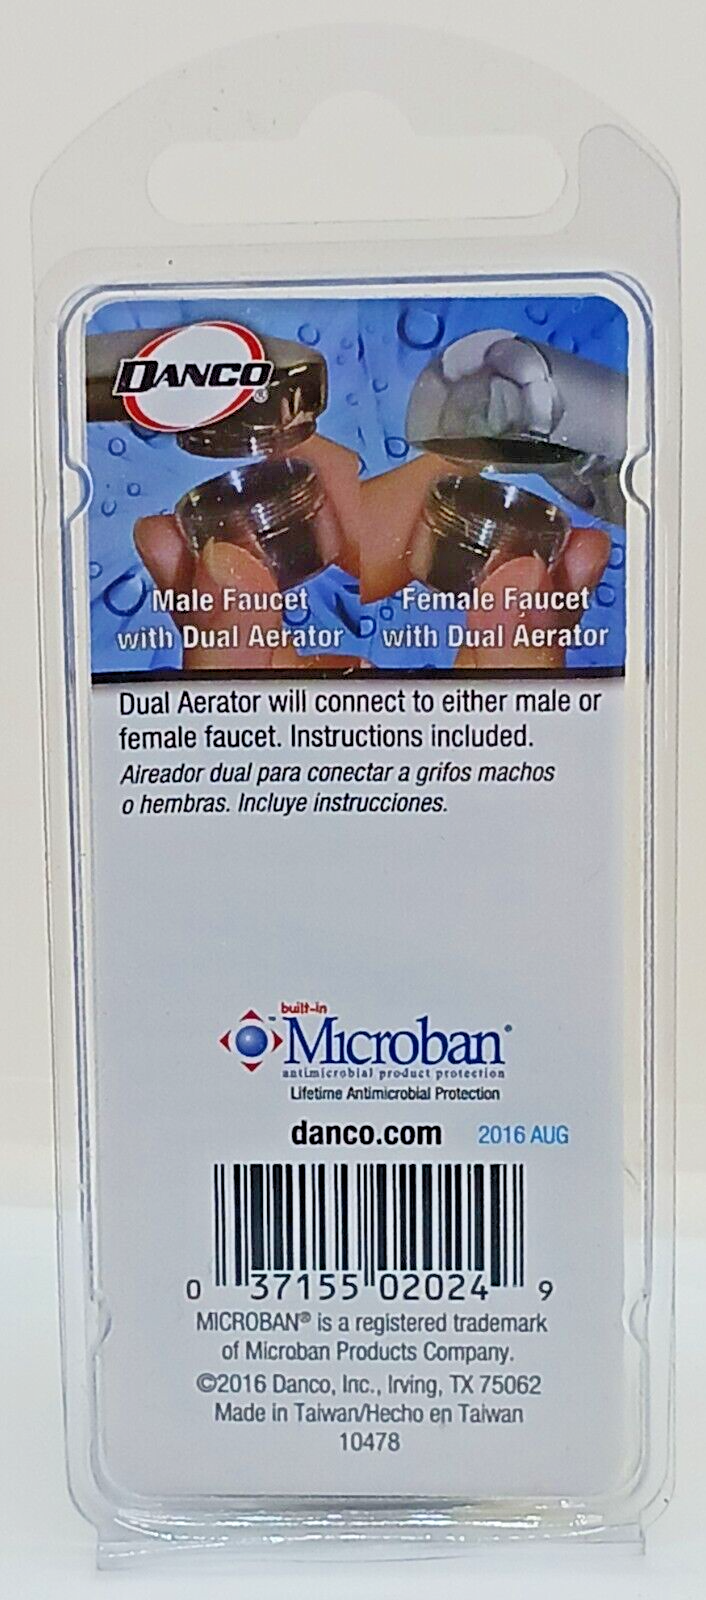 DANCO®
Male Faucet
with Dual Aerator
Female Faucet
with Dual Aerator
Dual Aerator will connect to either male or
female faucet. Instructions included.
Aireador dual para conectar a grifos machos
o hembras. Incluye instrucciones.
built-in
™ Microban®
antimicrobial product protection
Lifetime Antimicrobial Protection
danco.com 2016 AUG
0 37155 02024 9
MICROBAN® is a registered trademark
of Microban Products Company.
©2016 Danco, Inc., Irving, TX 75062
Made in Taiwan/Hecho en Taiwan
10478